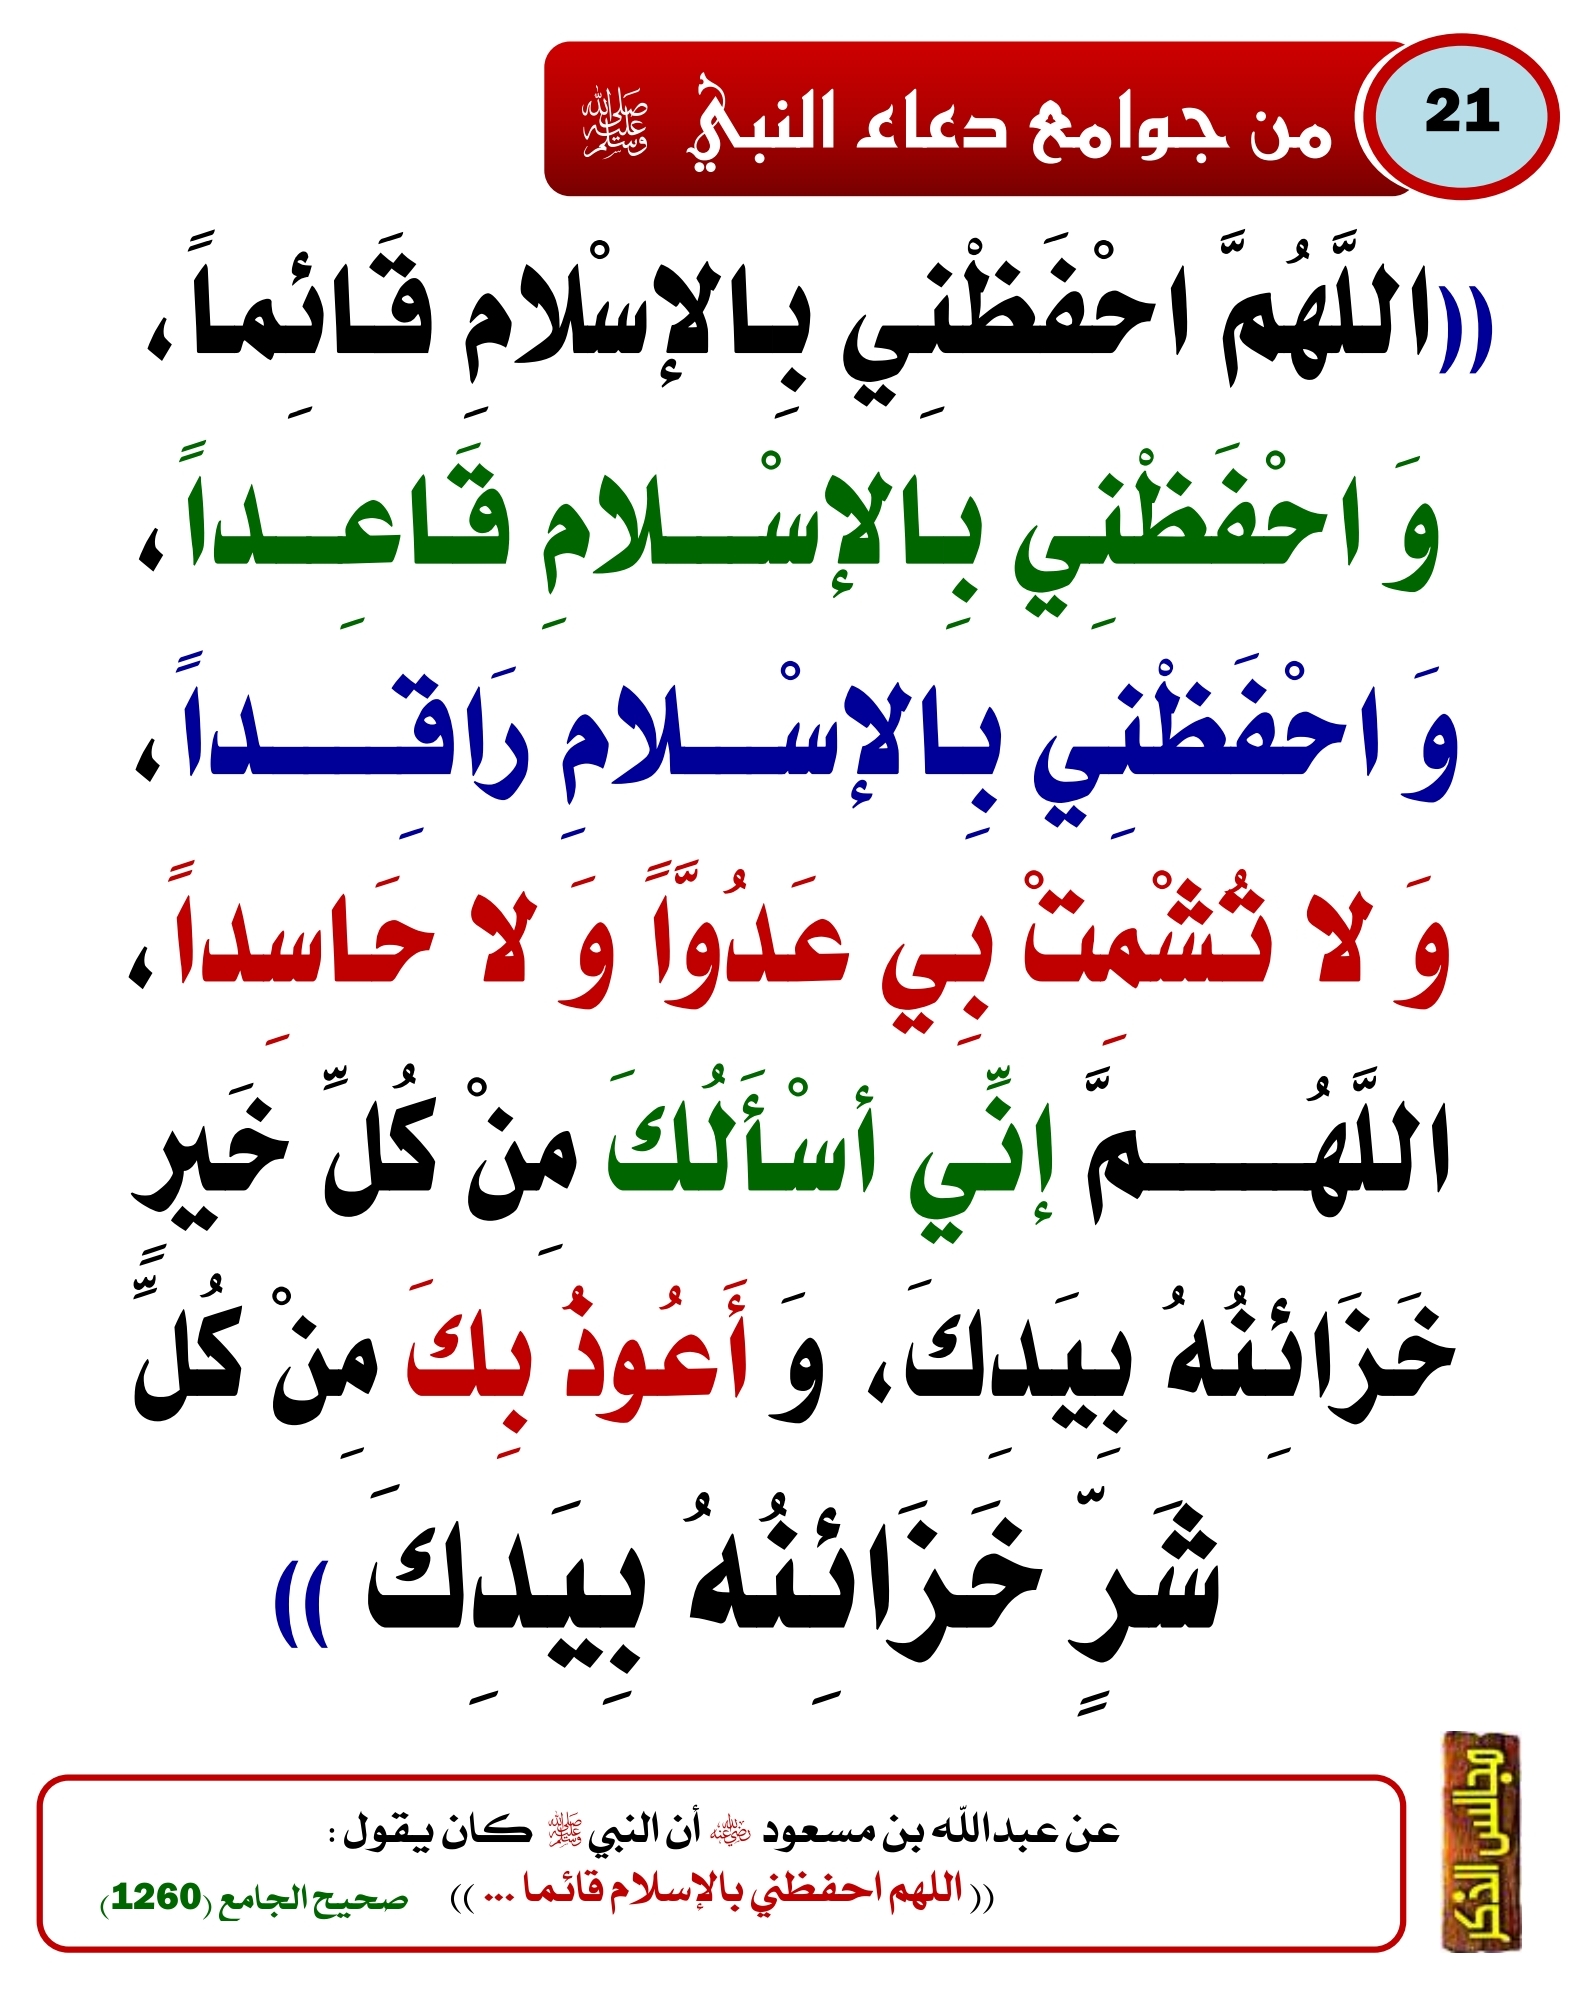 21
من جوامع دعاء النبي ﷺ
((اللَّهُمَّ احْفَظْنِي بِالإسْلامِ قَائِماً،
وَ احْفَظْنِي بِالإسْلامِ قَاعِداً،
وَ احْفَظْنِي بِالإسْلامِ رَاقِداً،
وَ لا تُشْمِتْ بِي عَدُوَّاً وَ لا حَاسِداً،
اللَّهُمَّ إنِّي أسْأَلُكَ مِنْ كُلِّ خَيرٍ
خَزَائِنُهُ بِيَدِكَ، وَ أَعُوذُ بِكَ مِنْ كُلِّ
شَرٍّ خَزَائِنُهُ بِيَدِكَ ))
عن عبدالله بن مسعود رضي الله عنه أن النبي ﷺ كان يقول :
(( اللهم احفظني بالإسلام قائما ... )) صحيح الجامع (1260)
مجالس الذكر